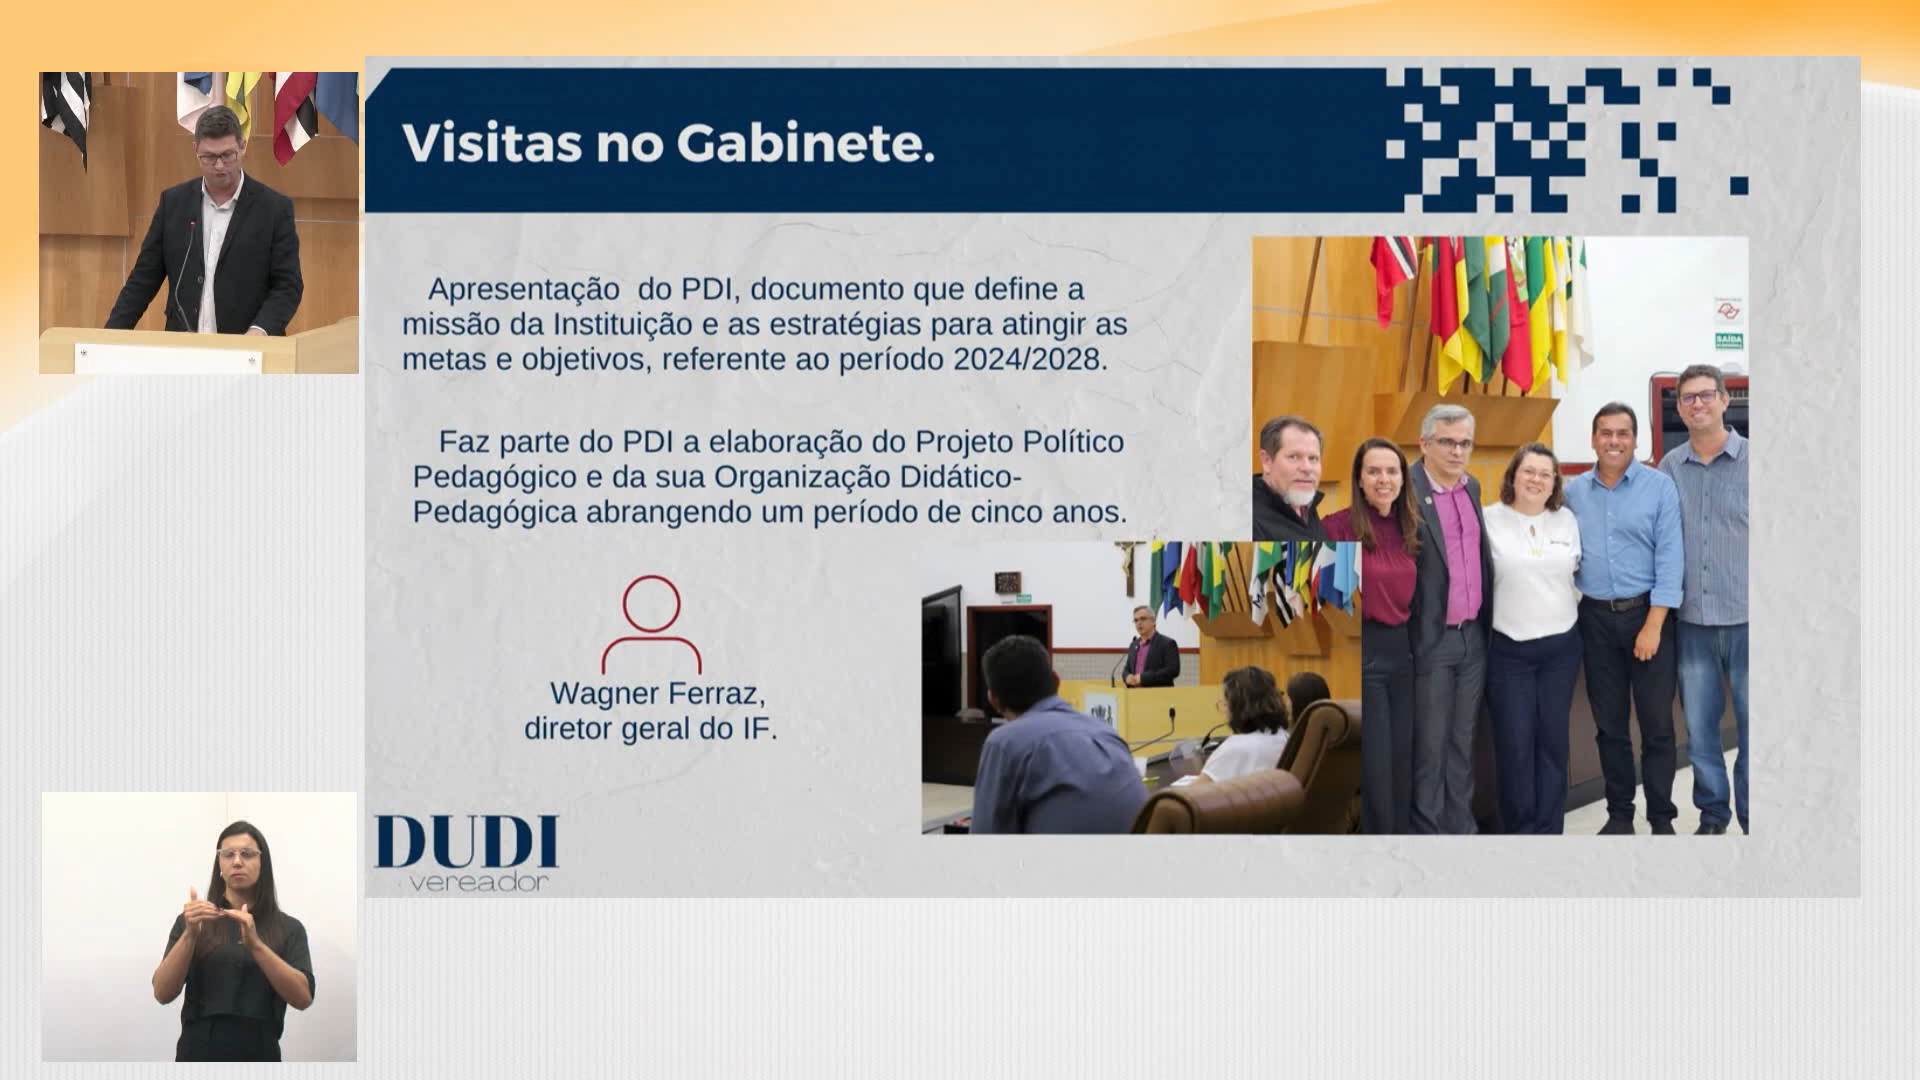 Visitas no Gabinete.
Apresentação do PDI, documento que define a
missão da Instituição e as estratégias para atingir as
metas e objetivos, referente ao período 2024/2028.
Faz parte do PDI a elaboração do Projeto Político
Pedagógico e da sua Organização Didático-
Pedagógica abrangendo um período de cinco anos.
Wagner Ferraz,
diretor geral do IF.
DUDI
vereador
SAÍDA